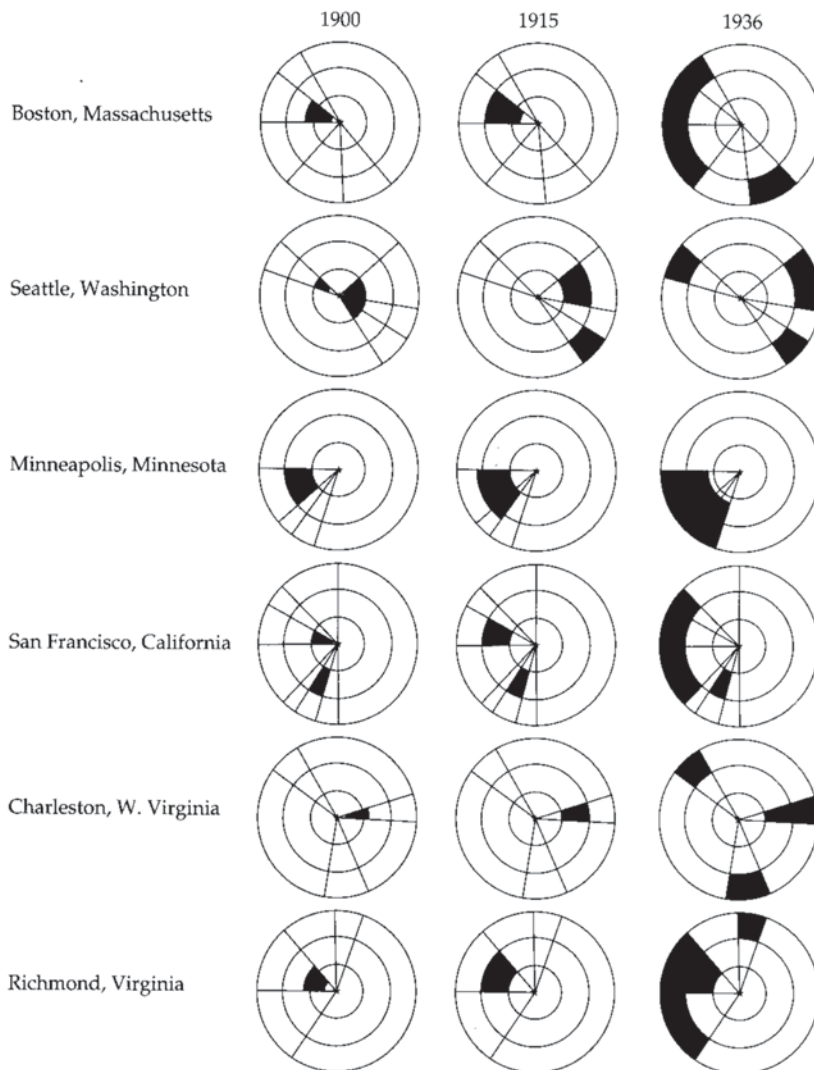 1900 1915 1936
Boston, Massachusetts
Seattle, Washington
Minneapolis, Minnesota
San Francisco, California
Charleston, W. Virginia
Richmond, Virginia